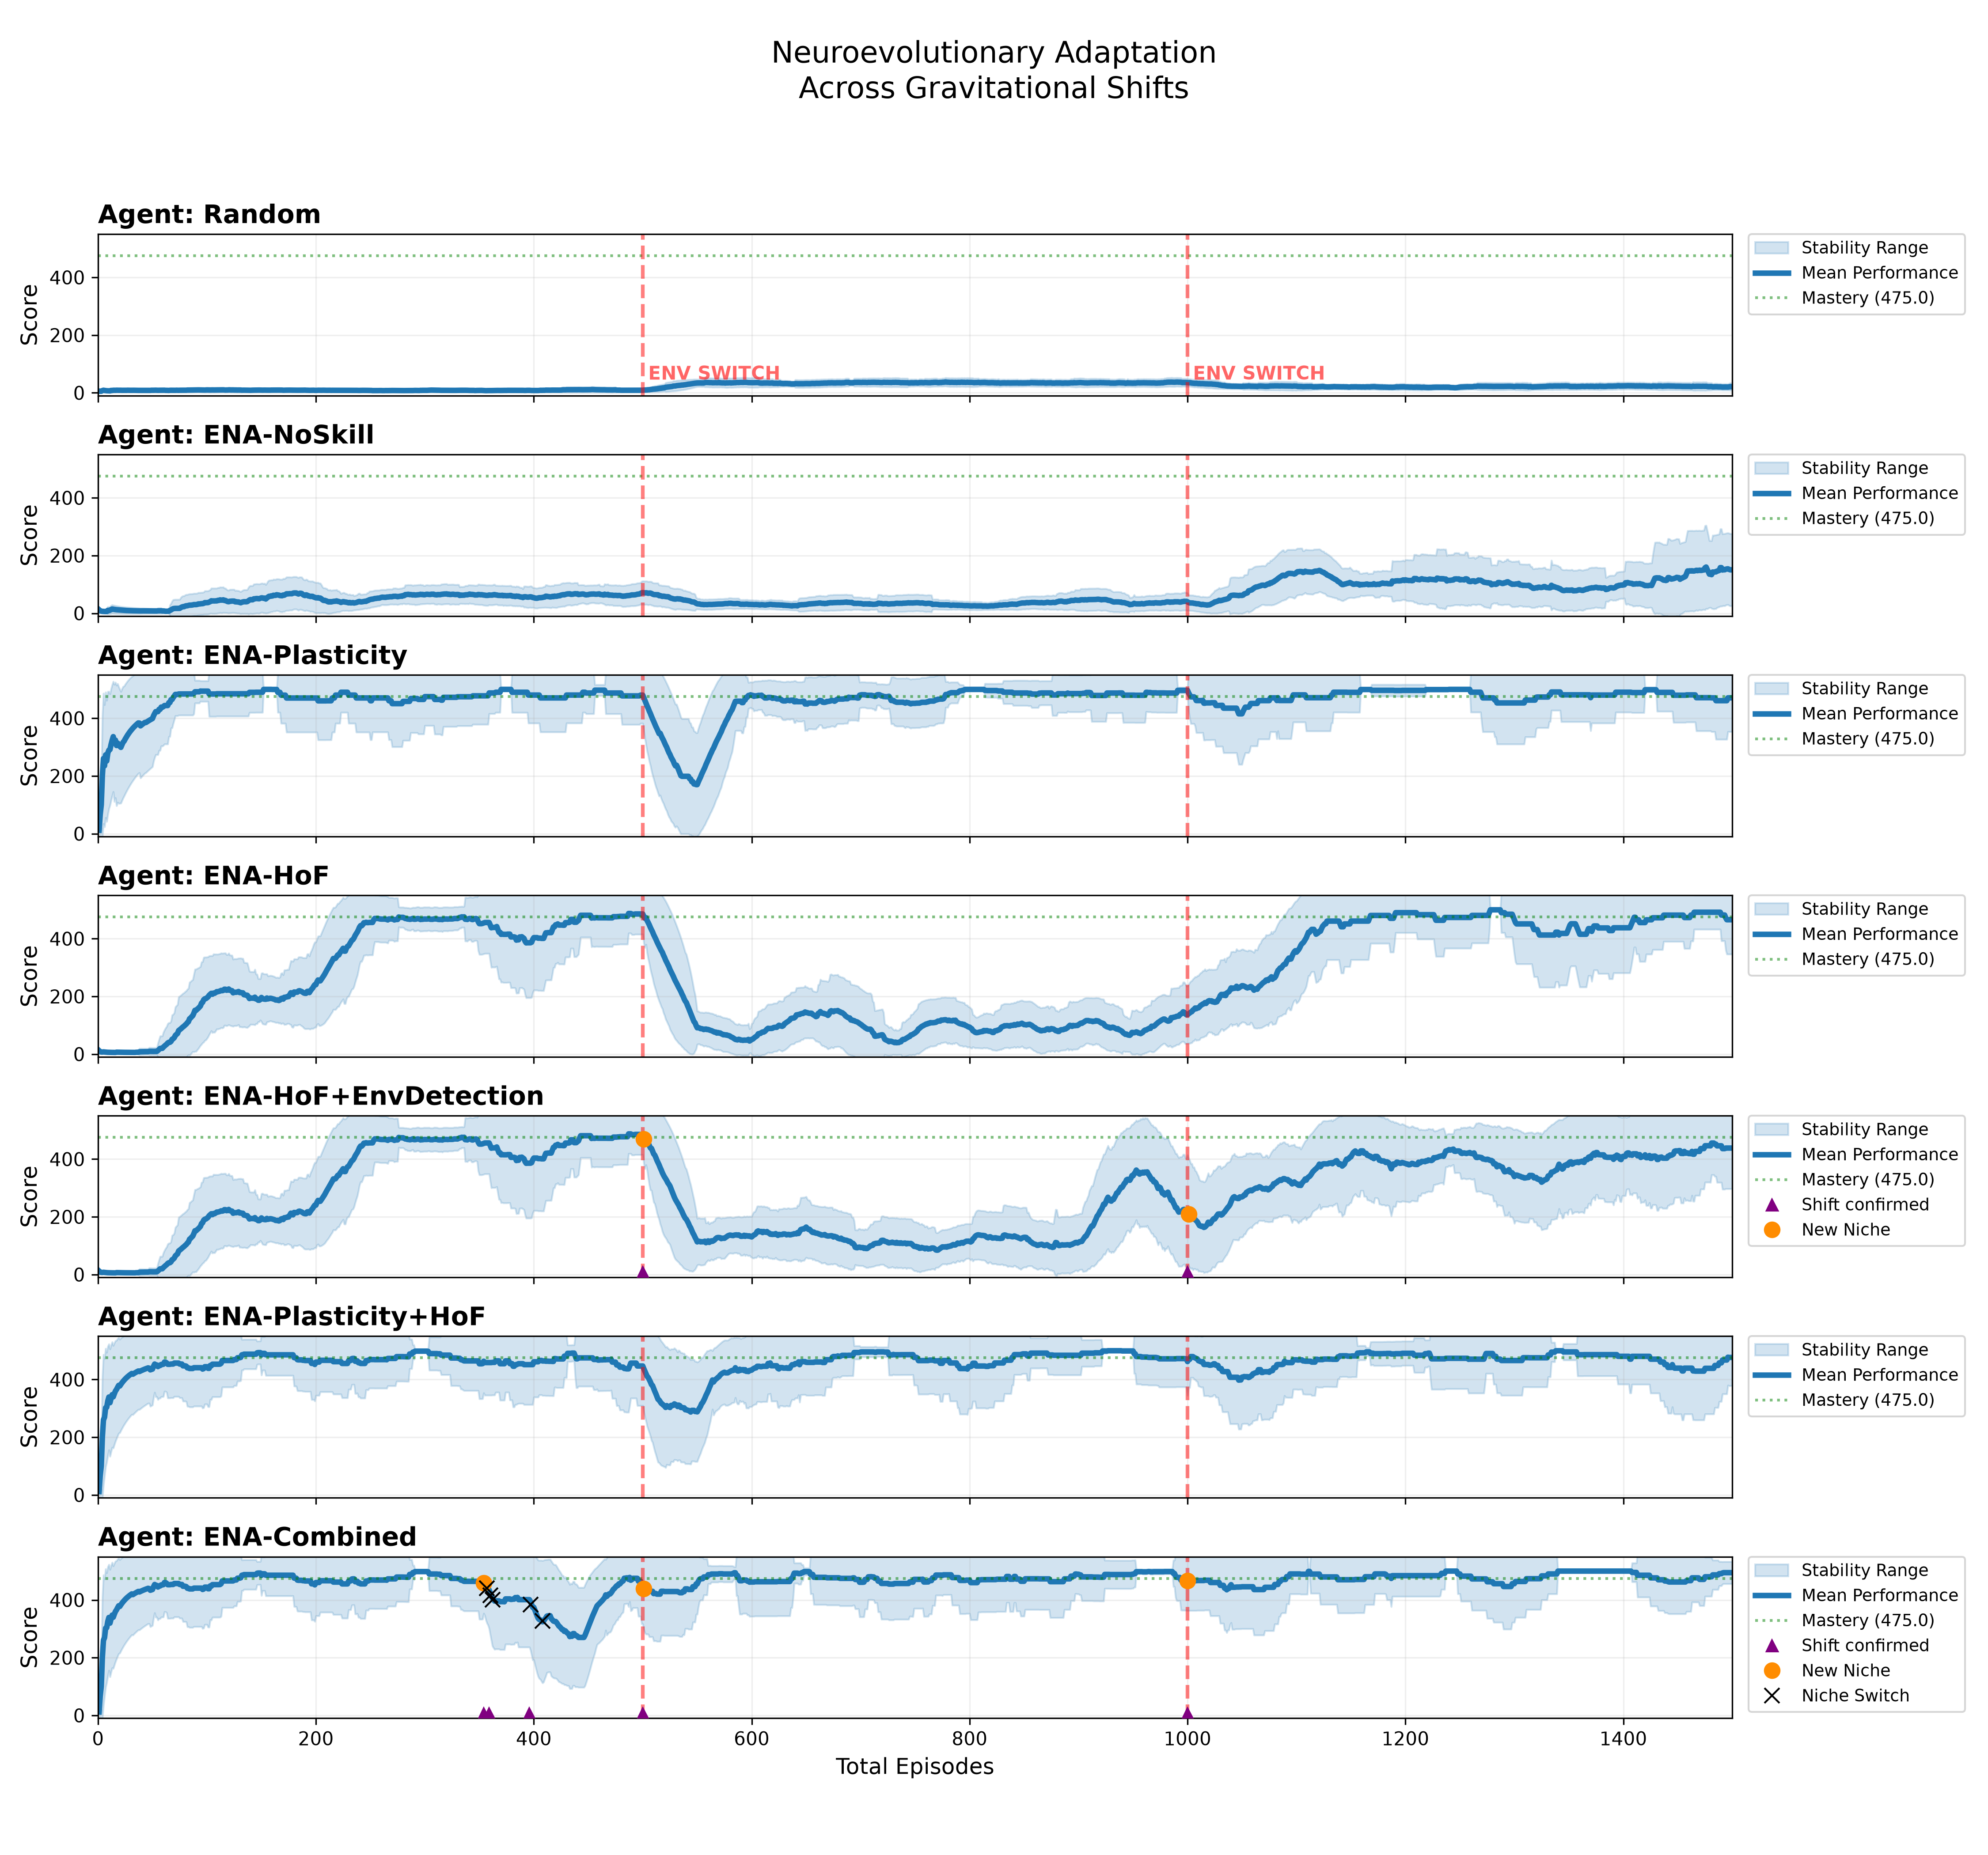 Neuroevolutionary Adaptation
Across Gravitational Shifts
Agent: Random
Score
400
200
0
ENV SWITCH
ENV SWITCH
Stability Range
Mean Performance
Mastery (475.0)
Agent: ENA-NoSkill
Score
400
200
0
Stability Range
Mean Performance
Mastery (475.0)
Agent: ENA-Plasticity
Score
400
200
0
Stability Range
Mean Performance
Mastery (475.0)
Agent: ENA-HoF
Score
400
200
0
Stability Range
Mean Performance
Mastery (475.0)
Agent: ENA-HoF+EnvDetection
Score
400
200
0
Stability Range
Mean Performance
Mastery (475.0)
Shift confirmed
New Niche
Agent: ENA-Plasticity+HoF
Score
400
200
0
Stability Range
Mean Performance
Mastery (475.0)
Agent: ENA-Combined
Score
400
200
0
Stability Range
Mean Performance
Mastery (475.0)
Shift confirmed
New Niche
Niche Switch
0 200 400 600 800 1000 1200 1400
Total Episodes